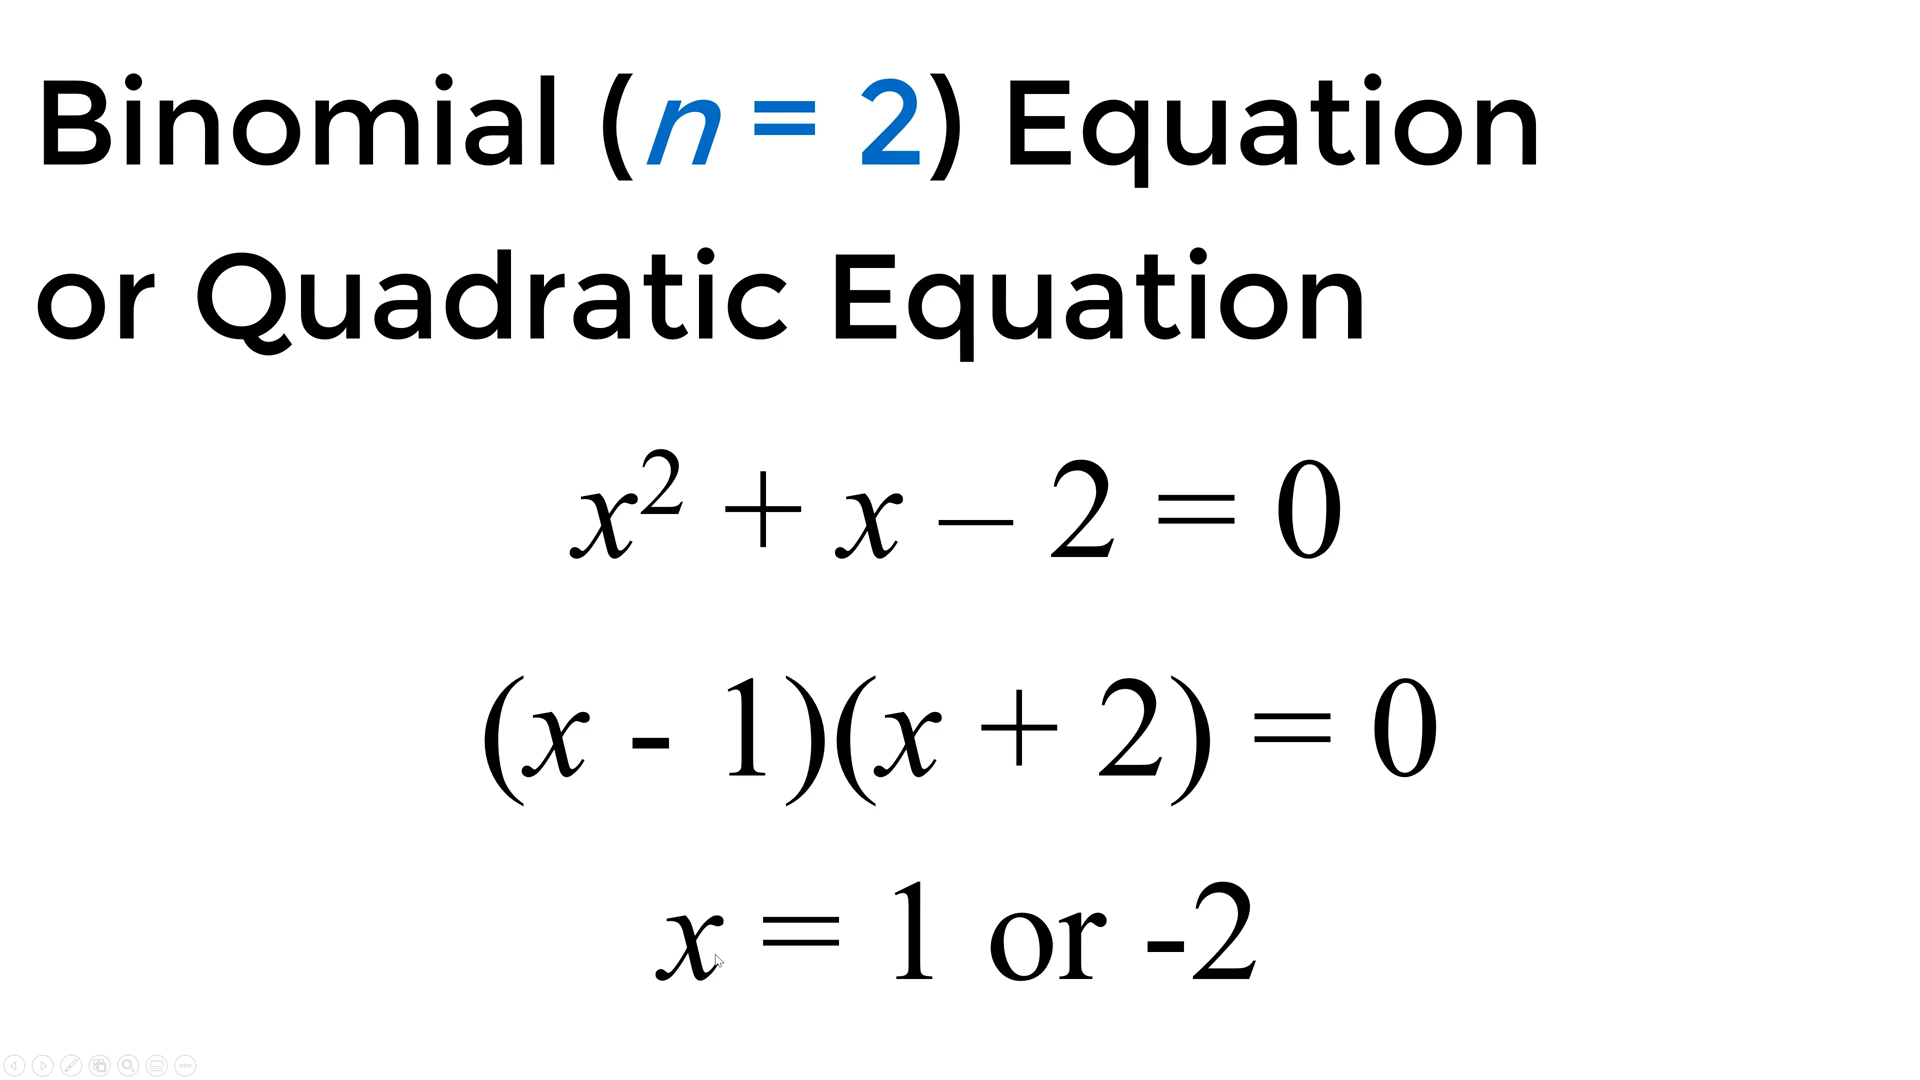 Binomial (n = 2) Equation
or Quadratic Equation
x² + x – 2 = 0
(x - 1)(x + 2) = 0
x = 1 or -2